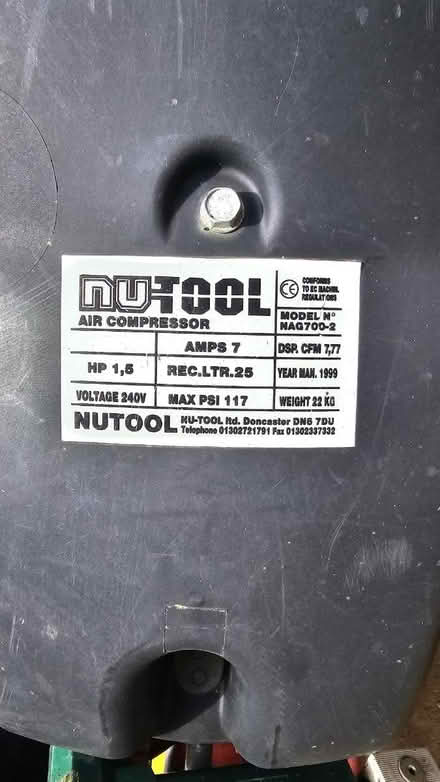 NU-TOOL
AIR COMPRESSOR
CE CONFORMS
TO EC MACHIN.
REGULATIONS
MODEL Nº
NAG700-2
AMPS 7
DSP. CFM 7,77
HP 1,5
REC.LTR.25
YEAR MAN. 1999
VOLTAGE 240V
MAX PSI 117
WEIGHT 22 KG
NUTOOL
NU-TOOL ltd. Doncaster DN6 7DU
Telephone 01302721791 Fax 01302337332